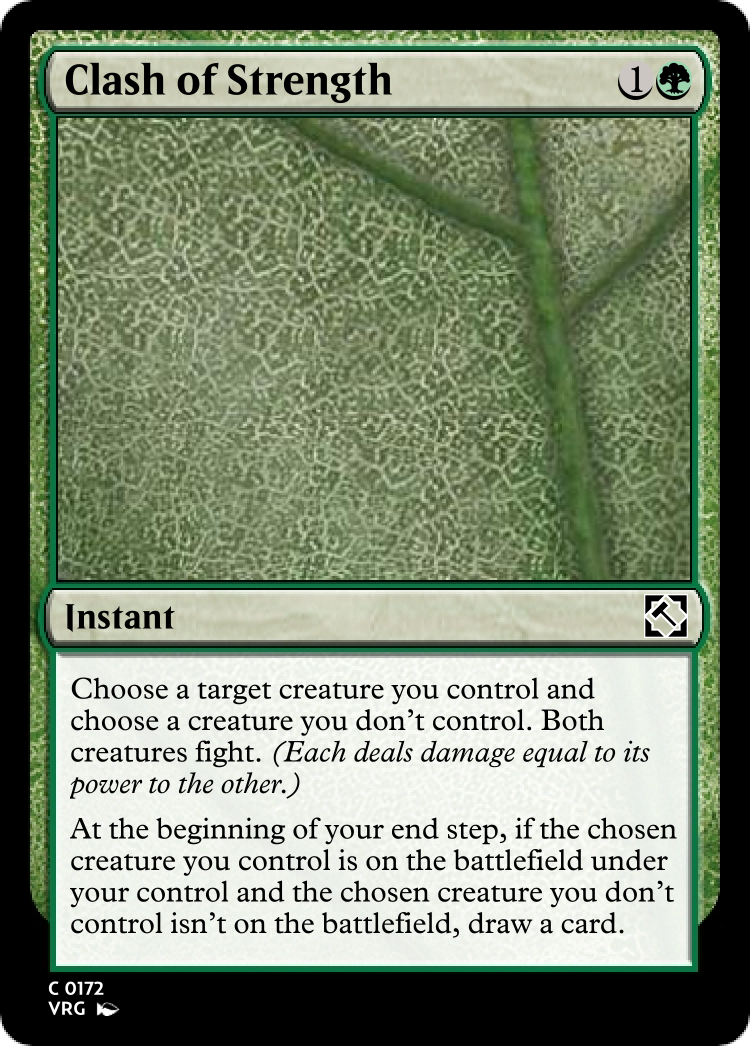 Clash of Strength 1
Instant
Choose a target creature you control and
choose a creature you don't control. Both
creatures fight. (Each deals damage equal to its
power to the other.)
At the beginning of your end step, if the chosen
creature you control is on the battlefield under
your control and the chosen creature you don't
control isn't on the battlefield, draw a card.
C 0172
VRG